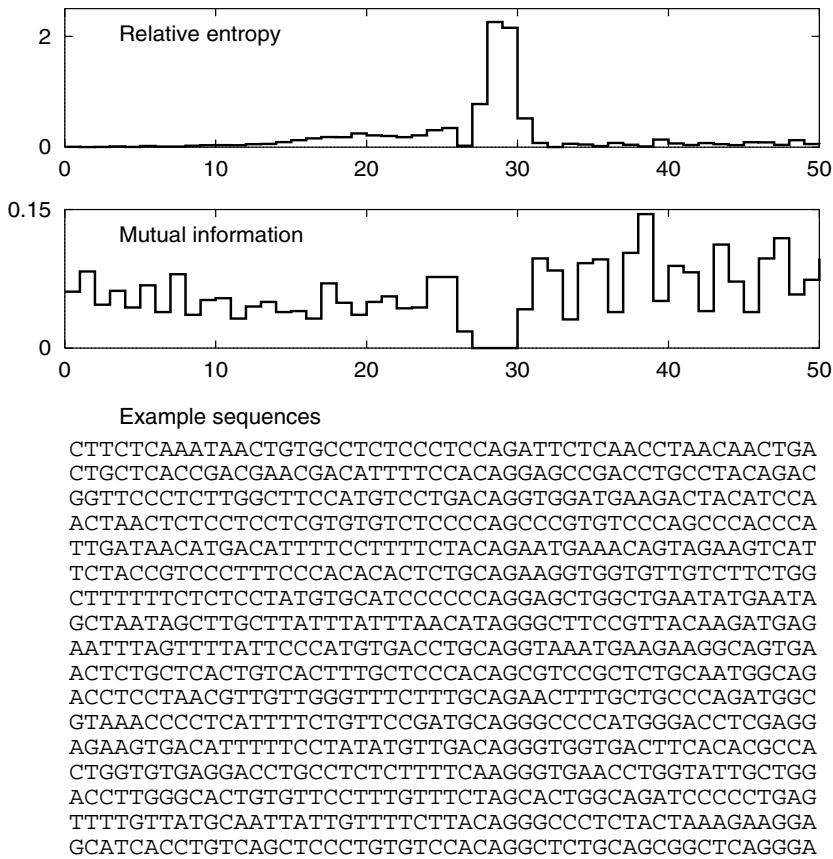 2
Relative entropy
0
0 10 20 30 40 50
0.15
Mutual information
0
0 10 20 30 40 50
Example sequences
CTTCTCAAATAACTGTGCCTCTCCCTCCAGATTCTCAACCTAACAACTGA
CTGCTCACCGACGAACGACATTTTCCACAGGAGCCGACCTGCCTACAGAC
GGTTCCCTCTTGGCTTCCATGTCCTGACAGGTGGATGAAGACTACATCCA
ACTAACTCTCCTCCTCGTGTGTCTCCCCAGCCCGTGTCCCAGCCCACCCA
TTGATAACATGACATTTTCCTTTTCTACAGAATGAAACAGTAGAAGTCAT
TCTACCGTCCCTTTCCCACACACTCTGCAGAAGGTGGTGTTGTCTTCTGG
CTTTTTTCTCTCCTATGTGCATCCCCCCAGGAGCTGGCTGAATATGAATA
GCTAATAGCTTGCTTATTTATTTAACATAGGGCTTCCGTTACAAGATGAG
AATTTAGTTTTATTCCCATGTGACCTGCAGGTAAATGAAGAAGGCAGTGA
ACTCTGCTCACTGTCACTTTGCTCCCACAGCGTCCGCTCTGCAATGGCAG
ACCTCCTAACGTTGTTGGGTTTCTTTGCAGAACTTTGCTGCCCAGATGGC
GTAAACCCCTCATTTTCTGTTCCGATGCAGGGCCCCATGGGACCTCGAGG
AGAAGTGACATTTTTCCTATATGTTGACAGGGTGGTGACTTCACACGCCA
CTGGTGTGAGGACCTGCCTCTCTTTTCAAGGGTGAACCTGGTATTGCTGG
ACCTTGGGCACTGTGTTCCTTTGTTTCTAGCACTGGCAGATCCCCCTGAG
TTTTGTTATGCAATTATTGTTTTCTTACAGGGCCCTCTACTAAAGAAGGA
GCATCACCTGTCAGCTCCCTGTGTCCACAGGCTCTGCAGCGGCTCAGGGA